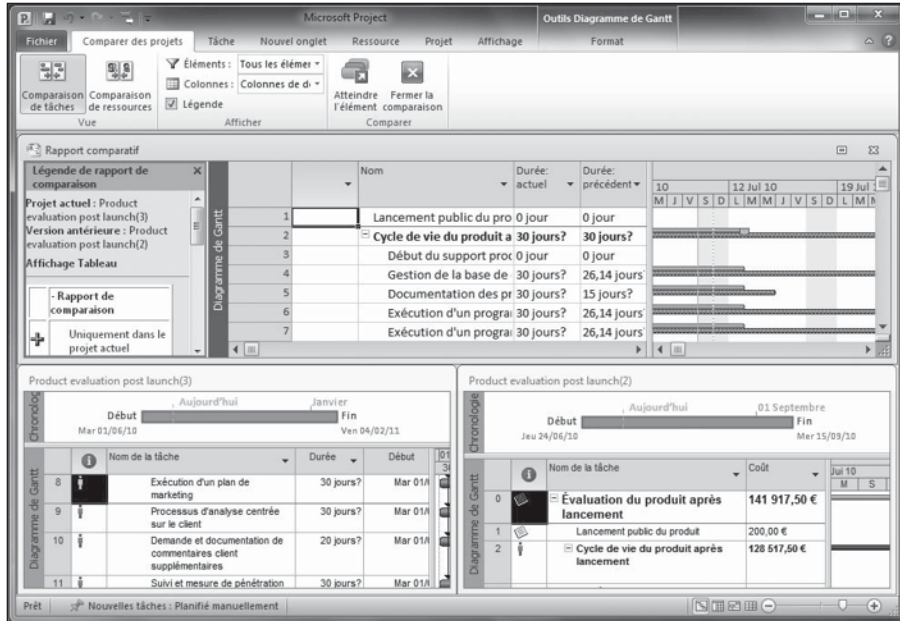 Microsoft Project
Outils Diagramme de Gantt
Fichier Comparer des projets Tâche Nouvel onglet Ressource Projet Affichage Format
Comparaison de tâches
Comparaison de ressources
Vue
Éléments : Tous les élémer
Colonnes : Colonnes de d
Légende
Afficher
Atteindre l'élément
Fermer la comparaison
Comparer
Rapport comparatif
Légende de rapport de comparaison
Projet actuel : Product
evaluation post launch(3)
Version antérieure : Product
evaluation post launch(2)
Affichage Tableau
- Rapport de
comparaison
Uniquement dans le
projet actuel
Diagramme de Gantt
Nom Durée: actuel Durée: précédent
10 12 Jul 10 19 Jul
M J V S D L M M J V S D L M
1 Lancement public du pro 0 jour 0 jour
2 Cycle de vie du produit a 30 jours? 30 jours?
3 Début du support proc 0 jour 0 jour
4 Gestion de la base de 30 jours? 26,14 jours
5 Documentation des pr 30 jours? 15 jours?
6 Exécution d'un progra 30 jours? 26,14 jours
7 Exécution d'un progra 30 jours? 26,14 jours
Product evaluation post launch(3)
Chronolog
Aujourd'hui Janvier
Début Fin
Mar 01/06/10 Ven 04/02/11
Diagramme de Gantt
Nom de la tâche Durée Début 01
8 Exécution d'un plan de
marketing 30 jours? Mar 01/0
9 Processus d'analyse centrée
sur le client 30 jours? Mar 01/0
10 Demande et documentation de
commentaires client
supplémentaires 20 jours? Mar 01/0
11 Suivi et mesure de pénétration 30 jours? Mar 01/0
Product evaluation post launch(2)
Chronologie
Aujourd'hui 01 Septembre
Début Fin
Jeu 24/06/10 Mer 15/09/10
Diagramme de Gantt
Nom de la tâche Coût Jui 10
M S
0 Évaluation du produit après
lancement 141 917,50 €
1 Lancement public du produit 200,00 €
2 Cycle de vie du produit après
lancement 128 517,50 €
Prêt Nouvelles tâches : Planifié manuellement